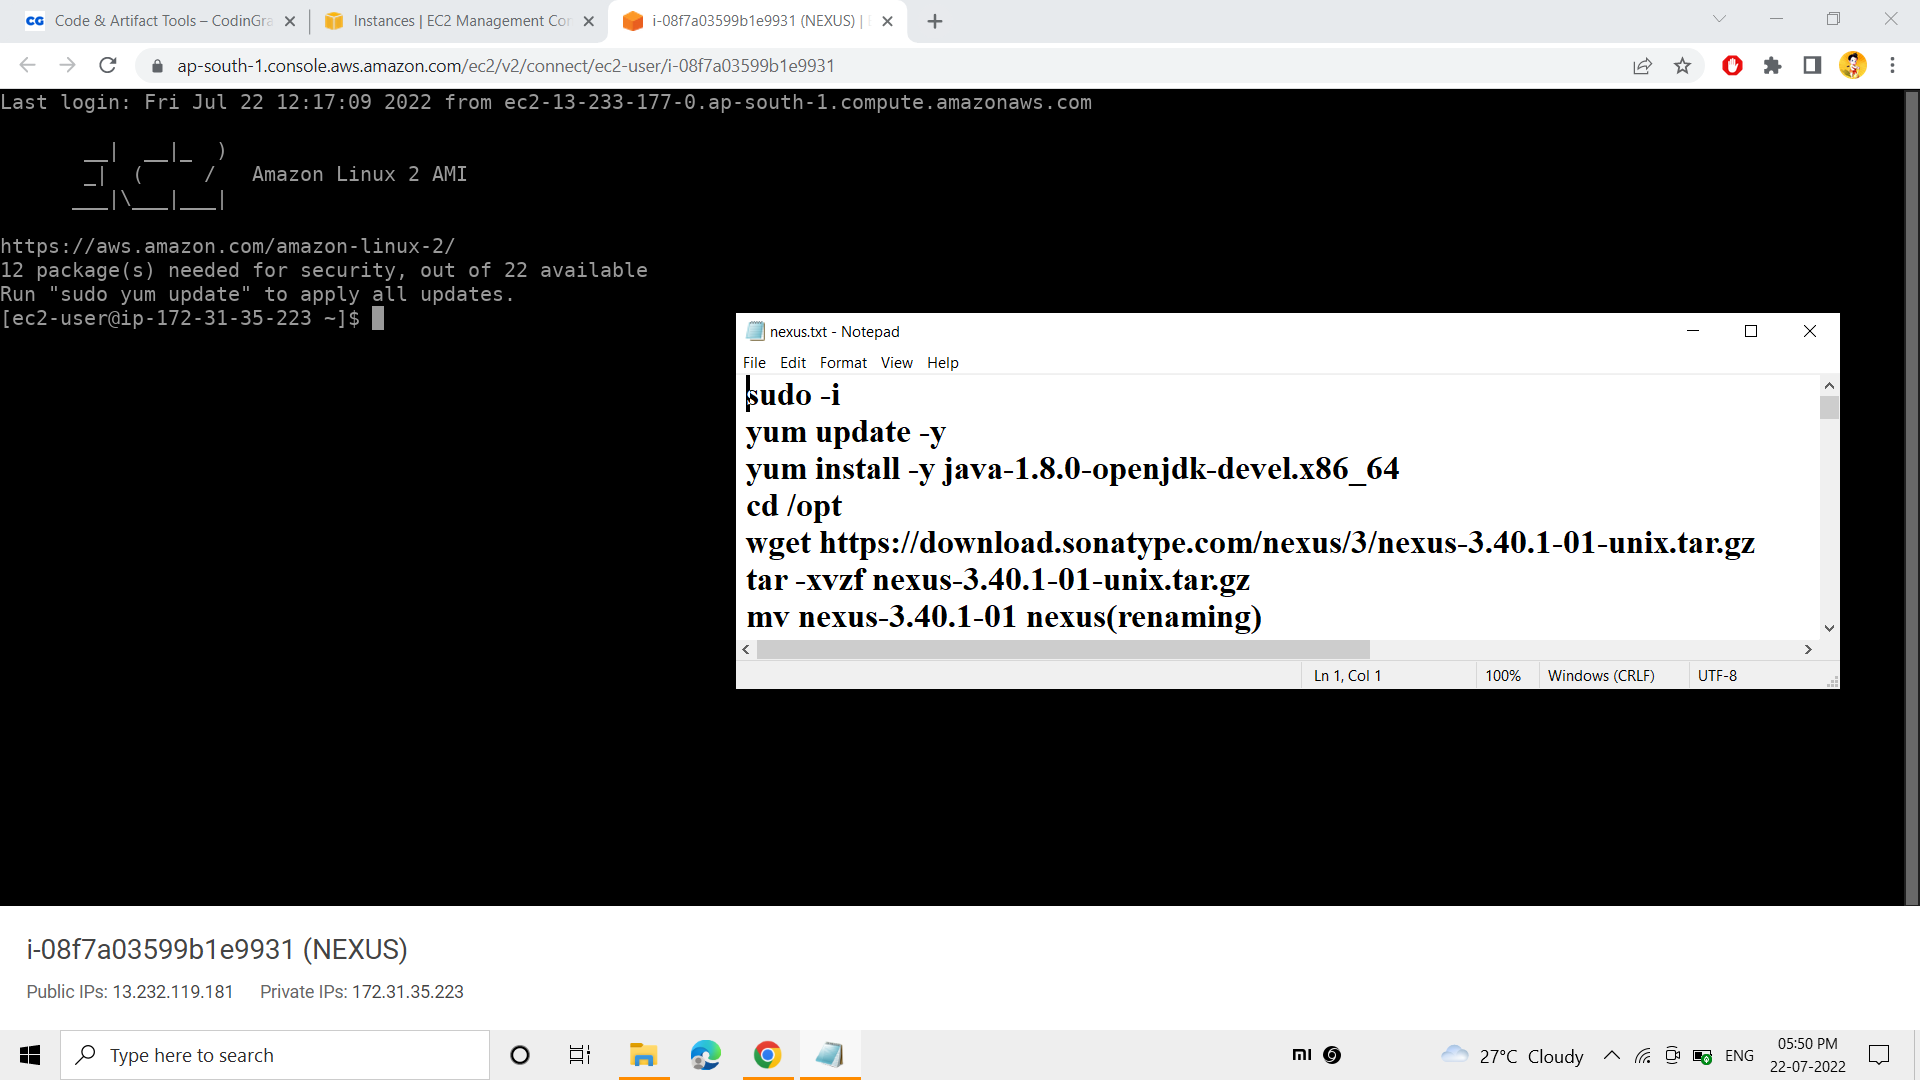 CG Code & Artifact Tools – CodinGra
Instances | EC2 Management Con
i-08f7a03599b1e9931 (NEXUS) |
ap-south-1.console.aws.amazon.com/ec2/v2/connect/ec2-user/i-08f7a03599b1e9931
Last login: Fri Jul 22 12:17:09 2022 from ec2-13-233-177-0.ap-south-1.compute.amazonaws.com
__|  __|_  )
_|  (     /   Amazon Linux 2 AMI
___|\___|___|
https://aws.amazon.com/amazon-linux-2/
12 package(s) needed for security, out of 22 available
Run "sudo yum update" to apply all updates.
[ec2-user@ip-172-31-35-223 ~]$
nexus.txt - Notepad
File Edit Format View Help
sudo -i
yum update -y
yum install -y java-1.8.0-openjdk-devel.x86_64
cd /opt
wget https://download.sonatype.com/nexus/3/nexus-3.40.1-01-unix.tar.gz
tar -xvzf nexus-3.40.1-01-unix.tar.gz
mv nexus-3.40.1-01 nexus(renaming)
Ln 1, Col 1 100% Windows (CRLF) UTF-8
i-08f7a03599b1e9931 (NEXUS)
Public IPs: 13.232.119.181 Private IPs: 172.31.35.223
Type here to search
27°C Cloudy
ENG
05:50 PM
22-07-2022